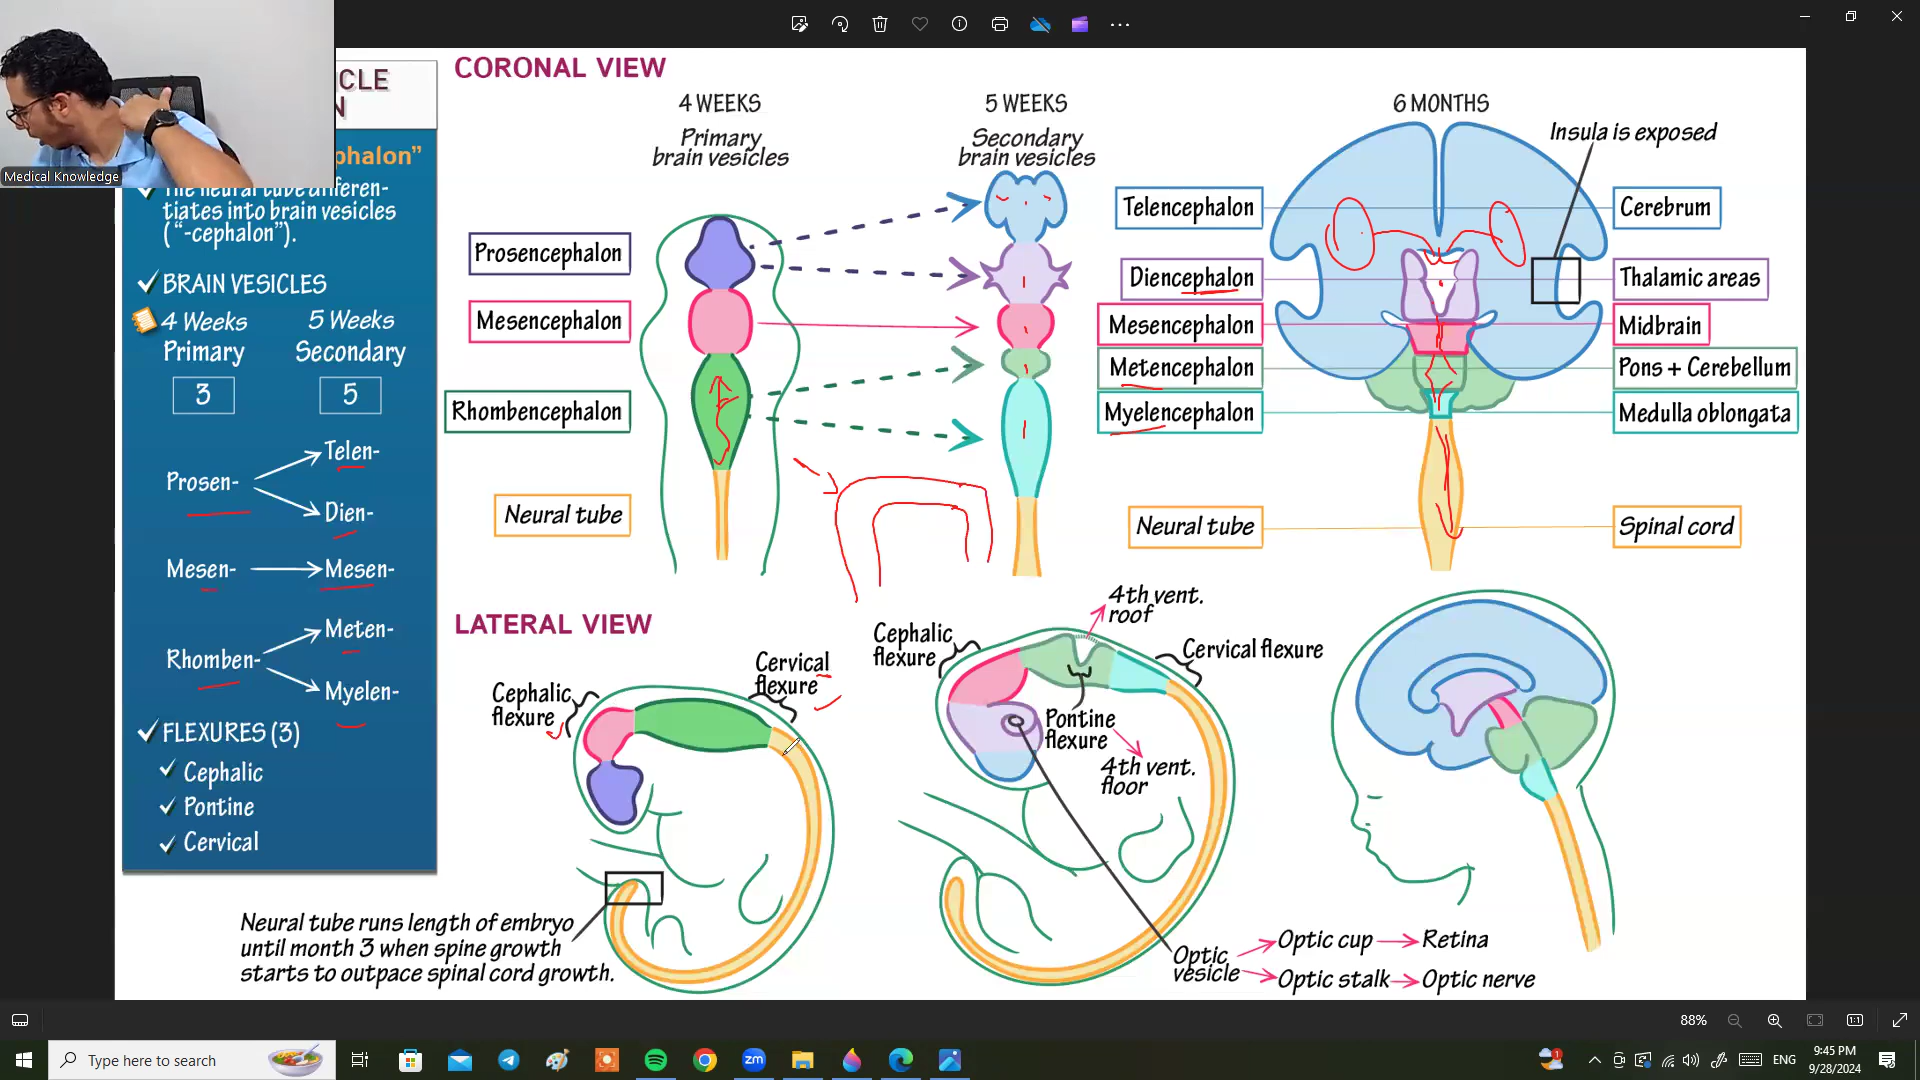 Medical Knowledge
CLE
N
phalon"
The neural tube differen-
tiates into brain vesicles
("-cephalon").
BRAIN VESICLES
4 Weeks
5 Weeks
Primary
Secondary
3
5
Prosen-
Telen-
Dien-
Mesen-
Mesen-
Rhomben-
Meten-
Myelen-
FLEXURES (3)
Cephalic
Pontine
Cervical
CORONAL VIEW
4 WEEKS
Primary
brain vesicles
5 WEEKS
Secondary
brain vesicles
6 MONTHS
Insula is exposed
Prosencephalon
Mesencephalon
Rhombencephalon
Neural tube
Telencephalon
Cerebrum
Diencephalon
Thalamic areas
Mesencephalon
Midbrain
Metencephalon
Pons + Cerebellum
Myelencephalon
Medulla oblongata
Neural tube
Spinal cord
LATERAL VIEW
Cephalic
flexure
Cervical
flexure
Neural tube runs length of embryo
until month 3 when spine growth
starts to outpace spinal cord growth.
Cephalic
flexure
4th vent.
roof
Cervical flexure
Pontine
flexure
4th vent.
floor
Optic
vesicle
Optic cup
Retina
Optic stalk
Optic nerve
88%
1:1
Type here to search
zm
1
ENG
9:45 PM
9/28/2024